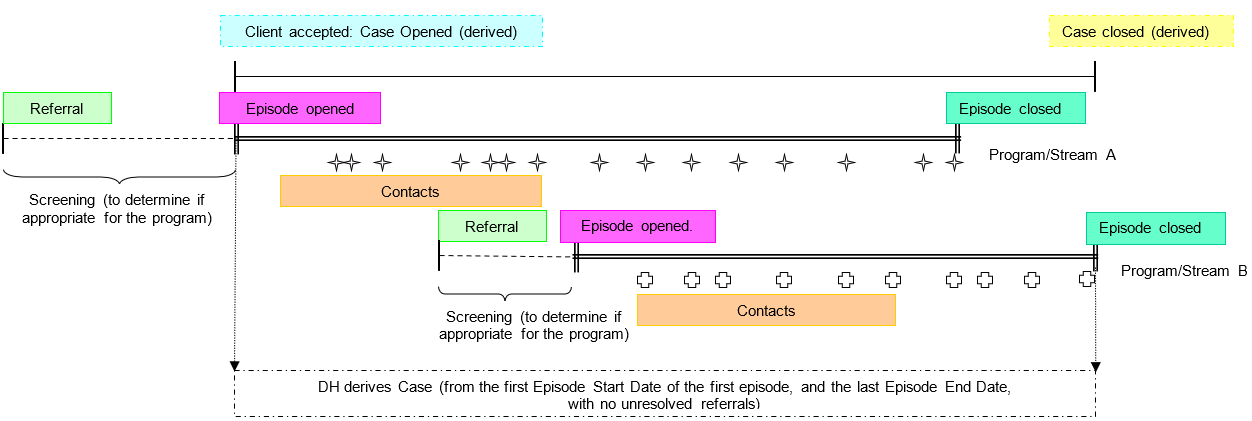 Client accepted: Case Opened (derived)
Case closed (derived)
Referral
Episode opened
Episode closed
Program/Stream A
Screening (to determine if
appropriate for the program)
Contacts
Referral
Episode opened.
Episode closed
Program/Stream B
Screening (to determine if
appropriate for the program)
Contacts
DH derives Case (from the first Episode Start Date of the first episode, and the last Episode End Date,
with no unresolved referrals)